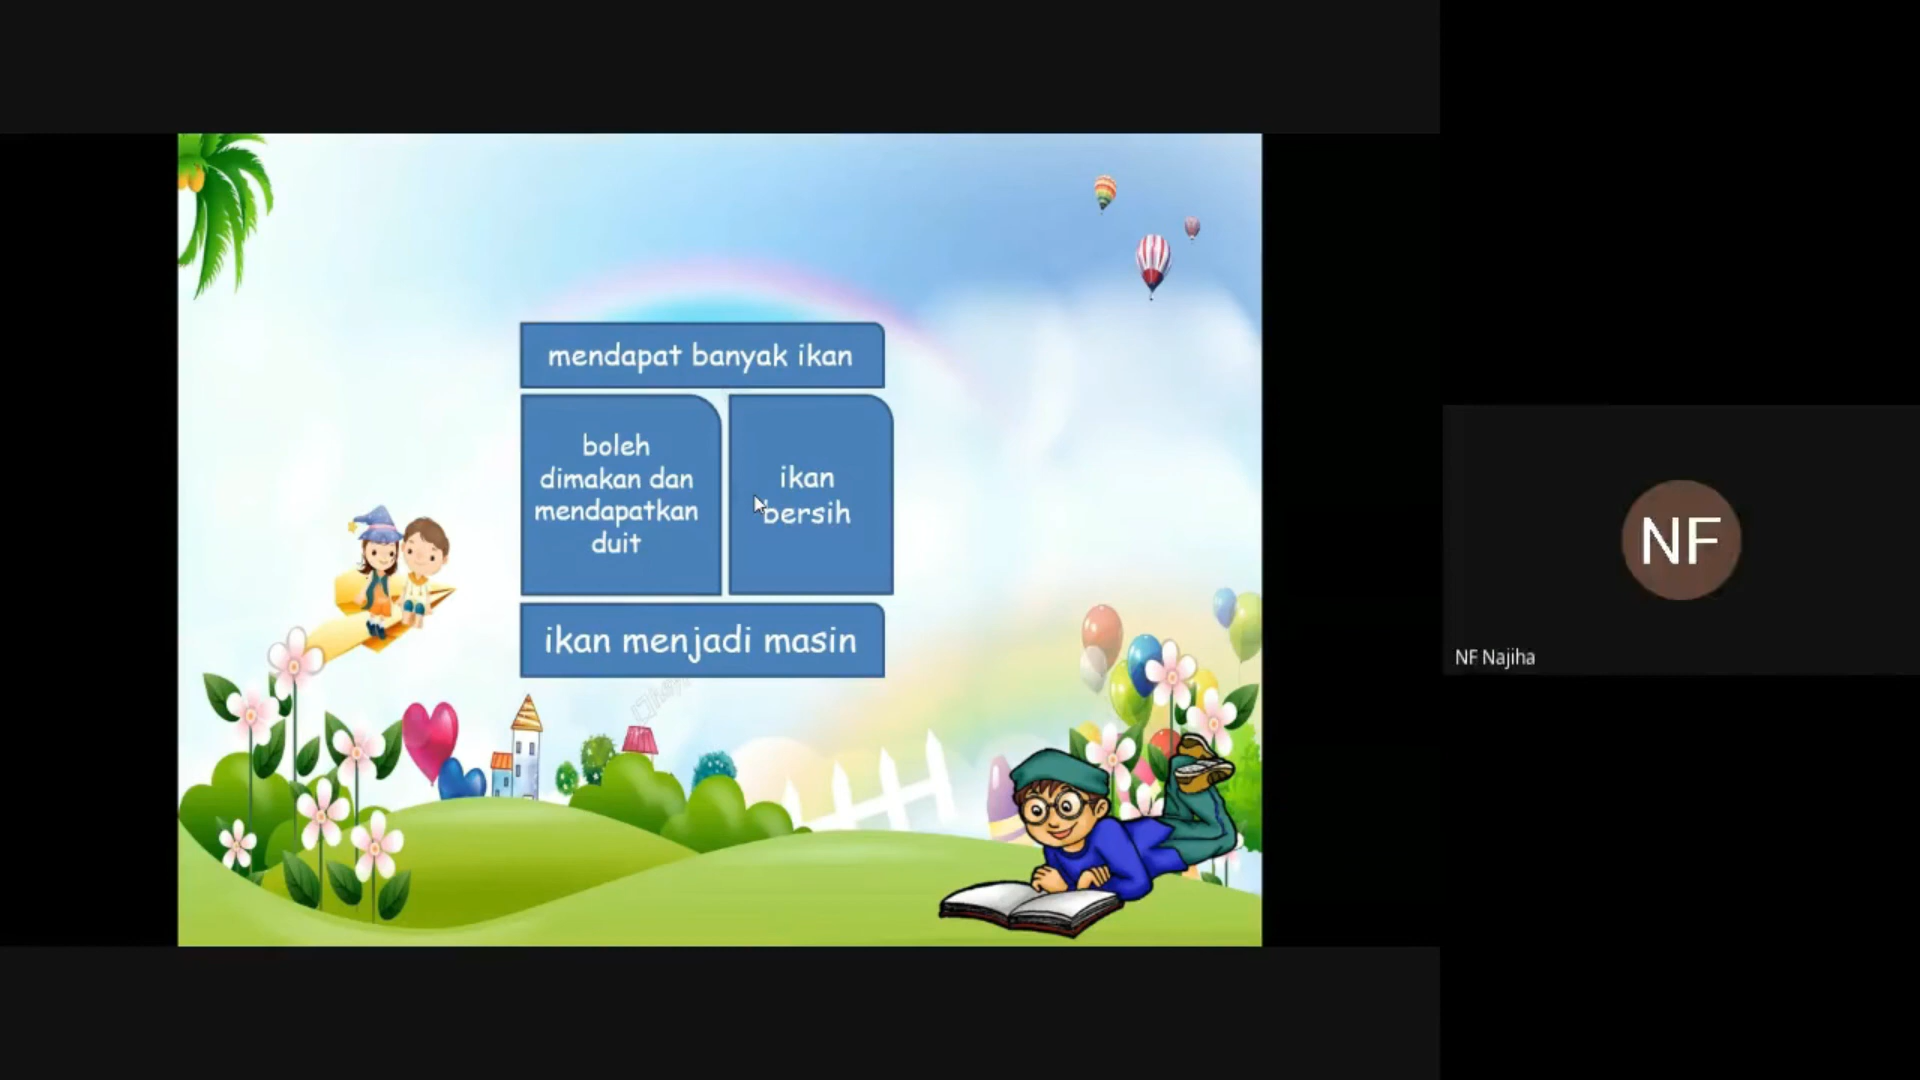 mendapat banyak ikan
boleh
dimakan dan
mendapatkan
duit
ikan
bersih
ikan menjadi masin
NF
NF Najiha